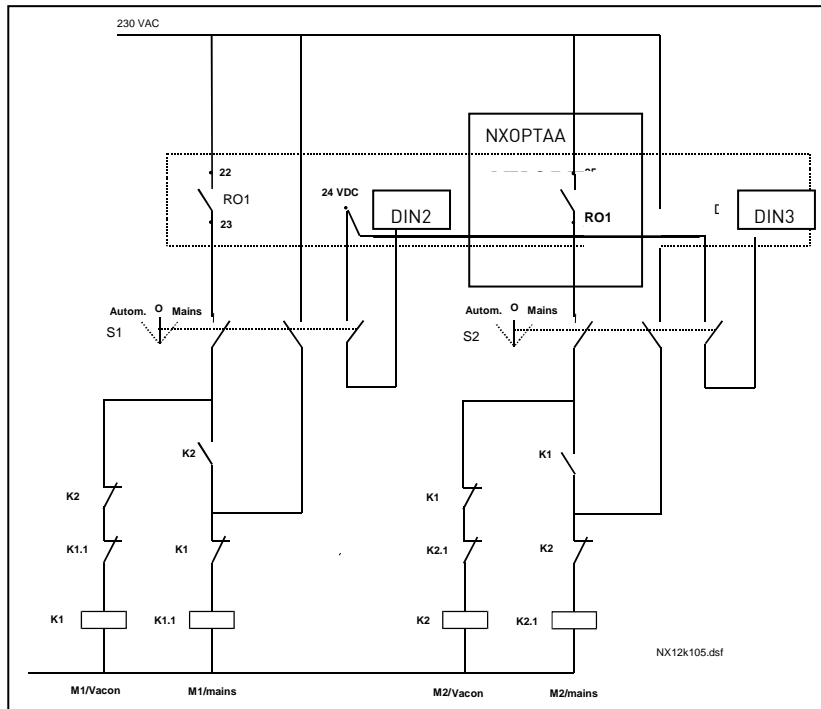 230 VAC
NXOPTAA
22
RO1
24 VDC
DIN2
RO1
DIN3
23
Autom. O Mains
S1
Autom. O Mains
S2
K2
K1
K2
K1
K1.1
K1
K2.1
K2
K1
K1.1
K2
K2.1
NX12k105.dsf
M1/Vacon
M1/mains
M2/Vacon
M2/mains